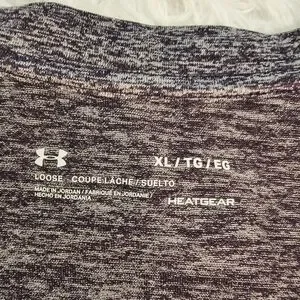 XL / TG / EG
LOOSE / COUPE LÂCHE / SUELTO
MADE IN JORDAN / FABRIQUÉ EN JORDANIE /
HECHO EN JORDANIA
HEATGEAR